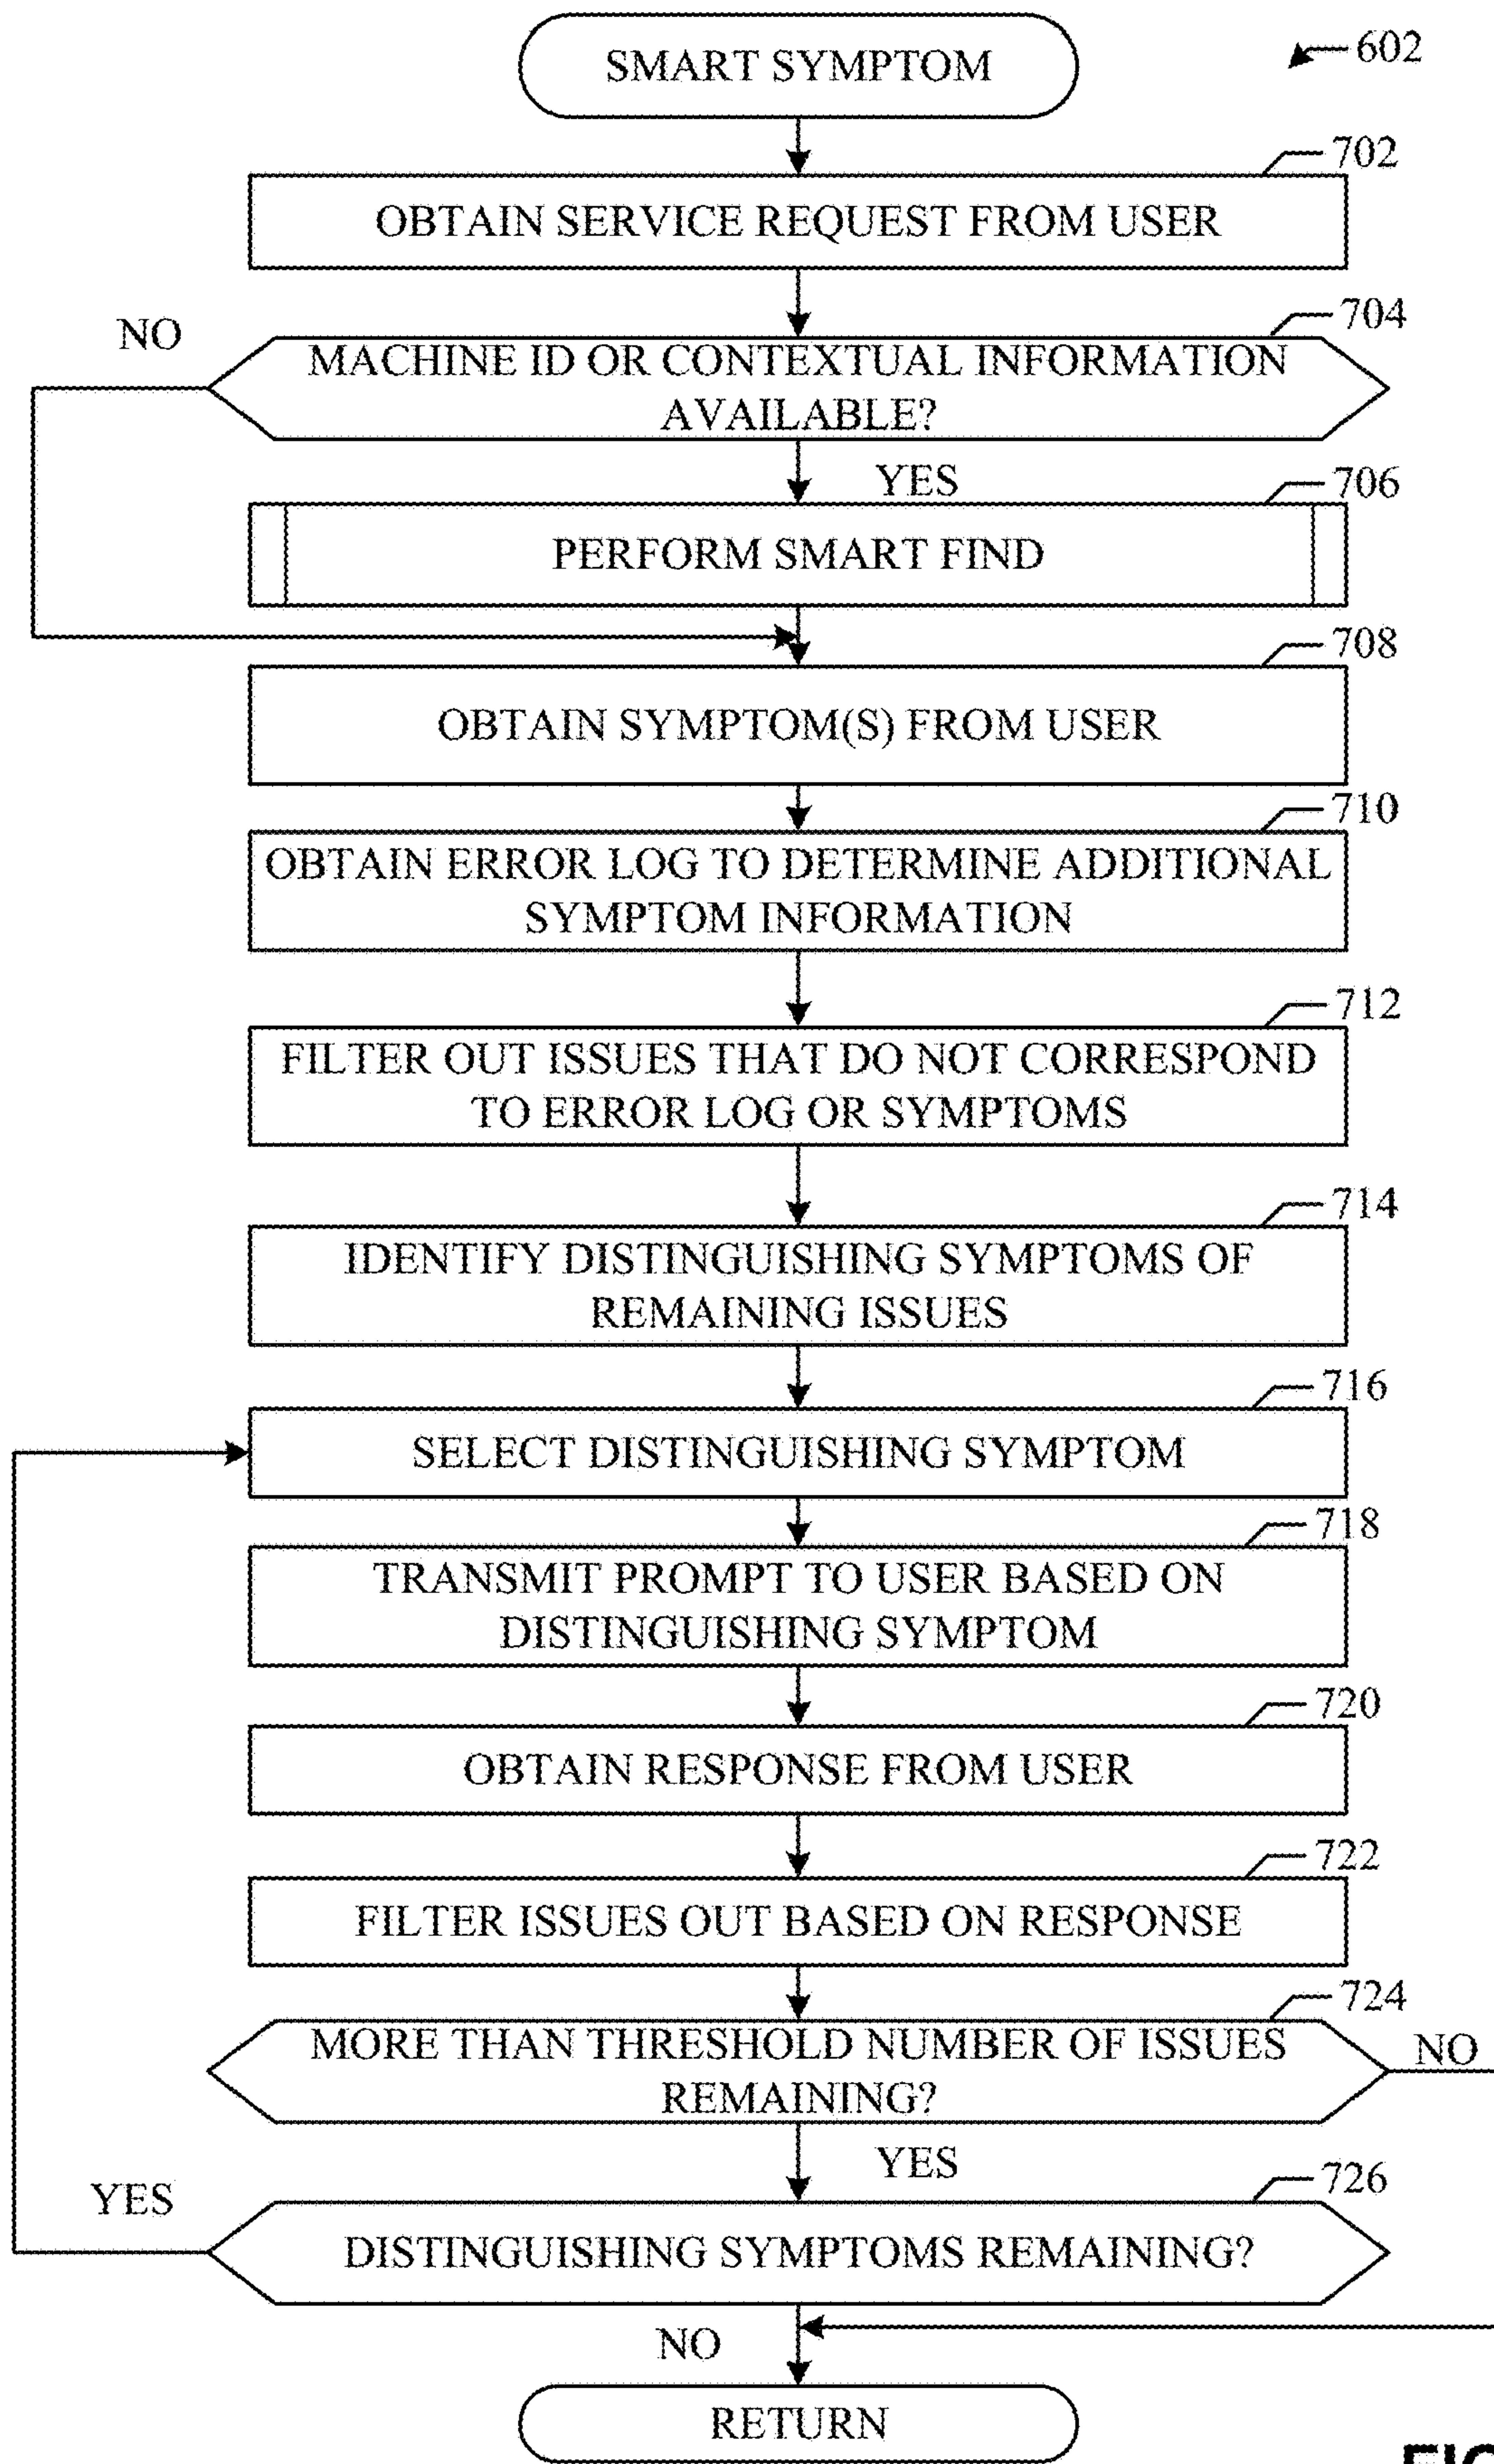 SMART SYMPTOM
602
702
OBTAIN SERVICE REQUEST FROM USER
704
NO
MACHINE ID OR CONTEXTUAL INFORMATION
AVAILABLE?
YES
706
PERFORM SMART FIND
708
OBTAIN SYMPTOM(S) FROM USER
710
OBTAIN ERROR LOG TO DETERMINE ADDITIONAL
SYMPTOM INFORMATION
712
FILTER OUT ISSUES THAT DO NOT CORRESPOND
TO ERROR LOG OR SYMPTOMS
714
IDENTIFY DISTINGUISHING SYMPTOMS OF
REMAINING ISSUES
716
SELECT DISTINGUISHING SYMPTOM
718
TRANSMIT PROMPT TO USER BASED ON
DISTINGUISHING SYMPTOM
720
OBTAIN RESPONSE FROM USER
722
FILTER ISSUES OUT BASED ON RESPONSE
724
MORE THAN THRESHOLD NUMBER OF ISSUES
REMAINING?
NO
YES
726
YES
DISTINGUISHING SYMPTOMS REMAINING?
NO
RETURN